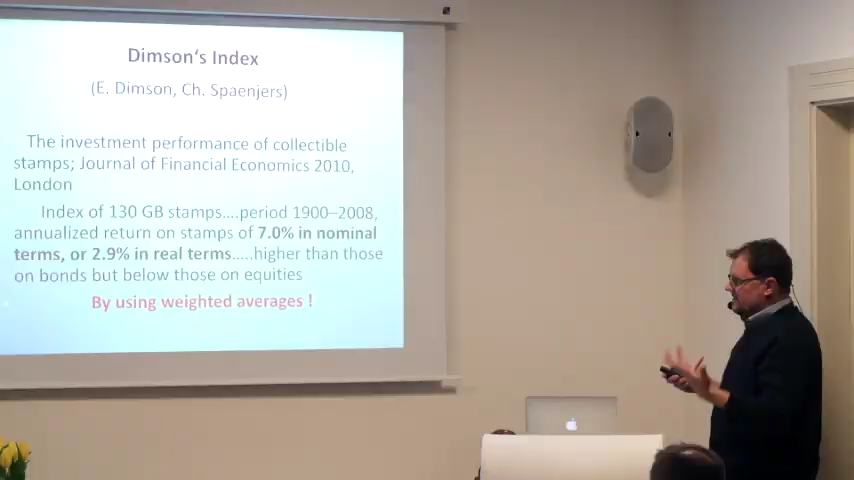 Dimson's Index
(E. Dimson, Ch. Spaenjers)
The investment performance of collectible
stamps; Journal of Financial Economics 2010,
London
Index of 130 GB stamps....period 1900–2008,
annualized return on stamps of 7.0% in nominal
terms, or 2.9% in real terms.....higher than those
on bonds but below those on equities
By using weighted averages !